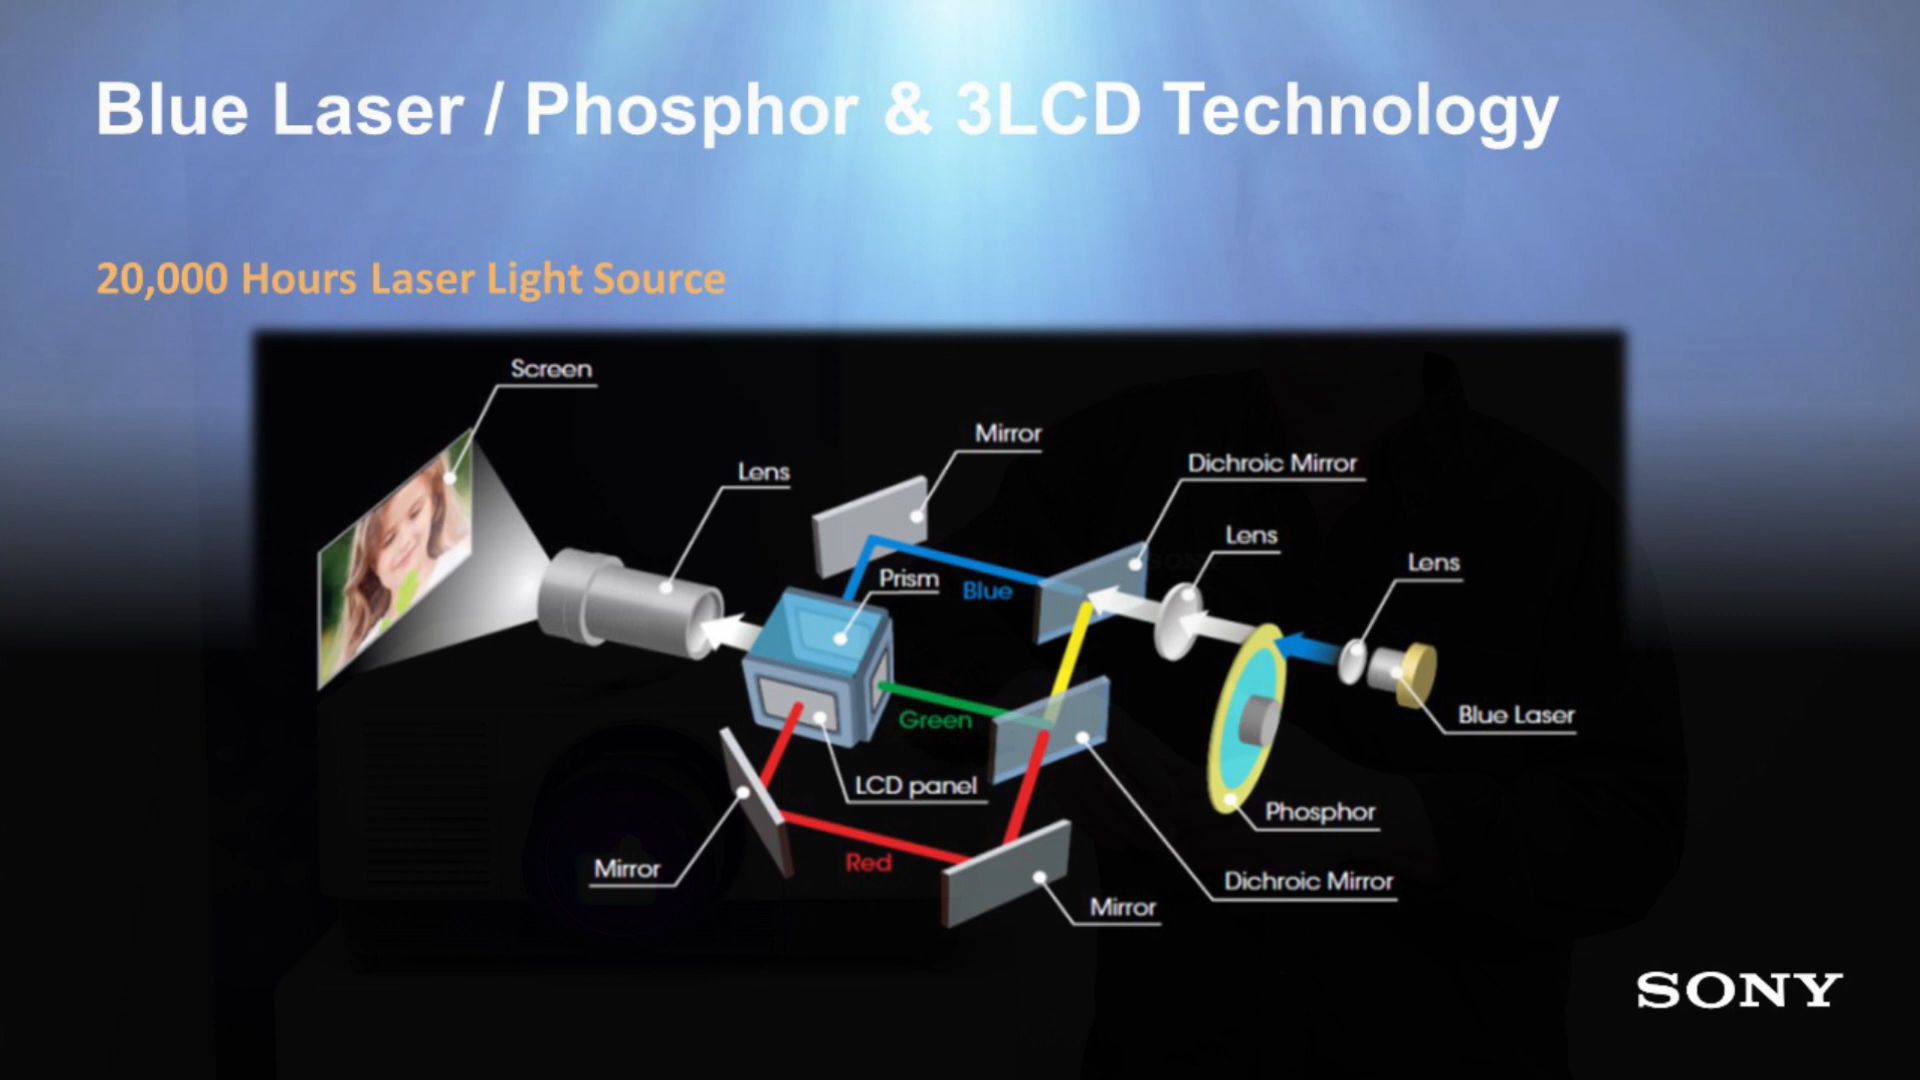 Blue Laser / Phosphor & 3LCD Technology
20,000 Hours Laser Light Source
Screen
Mirror
Lens
Dichroic Mirror
Lens
Lens
Prism
Blue
Green
Blue Laser
LCD panel
Phosphor
Red
Mirror
Dichroic Mirror
Mirror
SONY